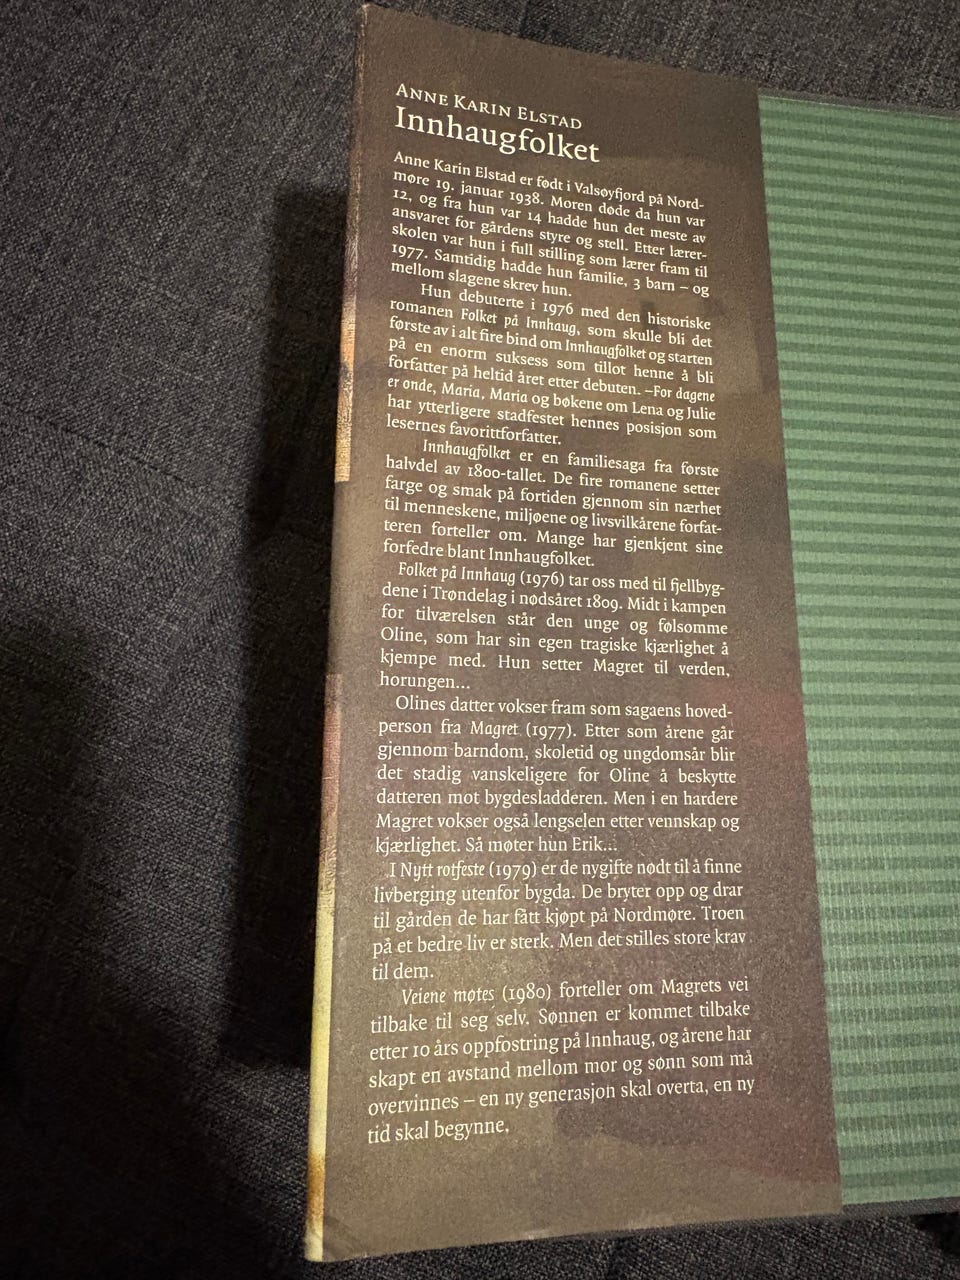 ANNE KARIN ELSTAD
Innhaugfolket
Anne Karin Elstad er født i Valsøyfjord på Nord-
møre 19. januar 1938. Moren døde da hun var
12, og fra hun var 14 hadde hun det meste av
ansvaret for gårdens styre og stell. Etter lærer-
skolen var hun i full stilling som lærer fram til
1977. Samtidig hadde hun familie, 3 barn – og
mellom slagene skrev hun.
Hun debuterte i 1976 med den historiske
romanen Folket på Innhaug, som skulle bli det
første av i alt fire bind om Innhaugfolket og starten
på en enorm suksess som tillot henne å bli
forfatter på heltid året etter debuten. –For dagene
er onde, Maria, Maria og bøkene om Lena og Julie
har ytterligere stadfestet hennes posisjon som
lesernes favorittforfatter.
Innhaugfolket er en familiesaga fra første
halvdel av 1800-tallet. De fire romanene setter
farge og smak på fortiden gjennom sin nærhet
til menneskene, miljøene og livsvilkårene forfat-
teren forteller om. Mange har gjenkjent sine
forfedre blant Innhaugfolket.
Folket på Innhaug (1976) tar oss med til fjellbyg-
dene i Trøndelag i nødsåret 1809. Midt i kampen
for tilværelsen står den unge og følsomme
Oline, som har sin egen tragiske kjærlighet å
kjempe med. Hun setter Magret til verden,
horungen...
Olines datter vokser fram som sagaens hoved-
person fra Magret (1977). Etter som årene går
gjennom barndom, skoletid og ungdomsår blir
det stadig vanskeligere for Oline å beskytte
datteren mot bygdesladderen. Men i en hardere
Magret vokser også lengselen etter vennskap og
kjærlighet. Så møter hun Erik...
I Nytt rotfeste (1979) er de nygifte nødt til å finne
livberging utenfor bygda. De bryter opp og drar
til gården de har fått kjøpt på Nordmøre. Troen
på et bedre liv er sterk. Men det stilles store krav
til dem.
Veiene møtes (1980) forteller om Magrets vei
tilbake til seg selv. Sønnen er kommet tilbake
etter 10 års oppfostring på Innhaug, og årene har
skapt en avstand mellom mor og sønn som må
overvinnes – en ny generasjon skal overta, en ny
tid skal begynne.